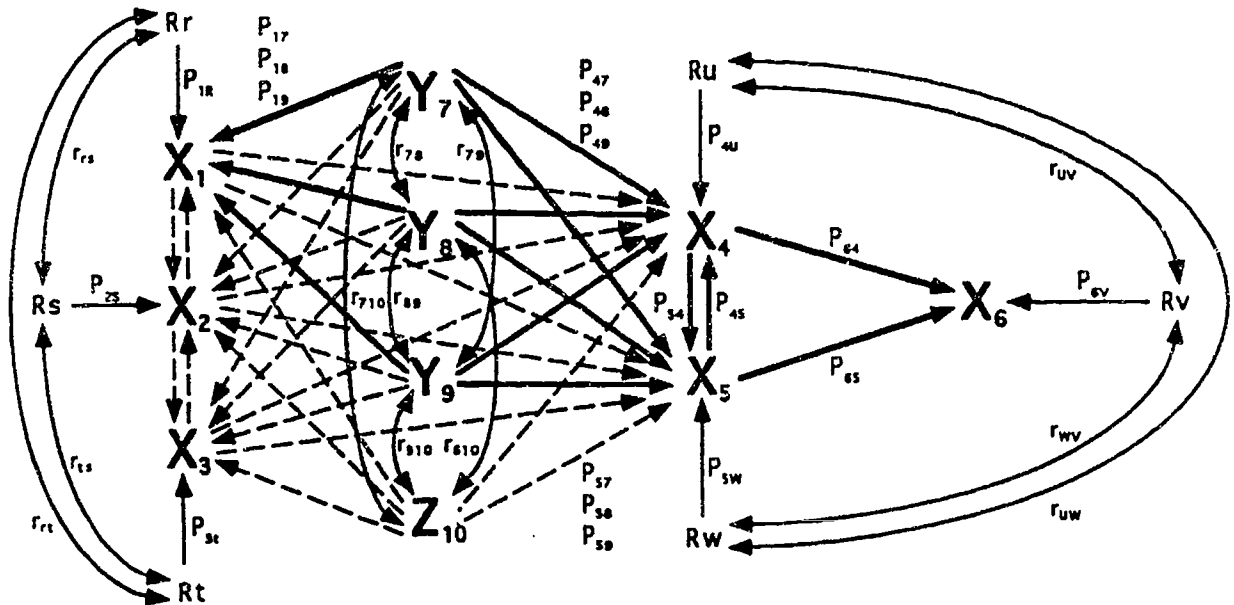 Rr
P17
P18
P19
P1R
X1
rrs
Rs
P2S
X2
rts
rrt
X3
P3t
Rt
Y7
r78
r79
Y8
r710
r89
Y9
r910
r810
Z10
P47
P48
P49
Ru
P4U
X4
P54
P45
X5
P5W
P57
P58
P59
Rw
P64
X6
P6V
Rv
P65
ruv
rwv
ruw